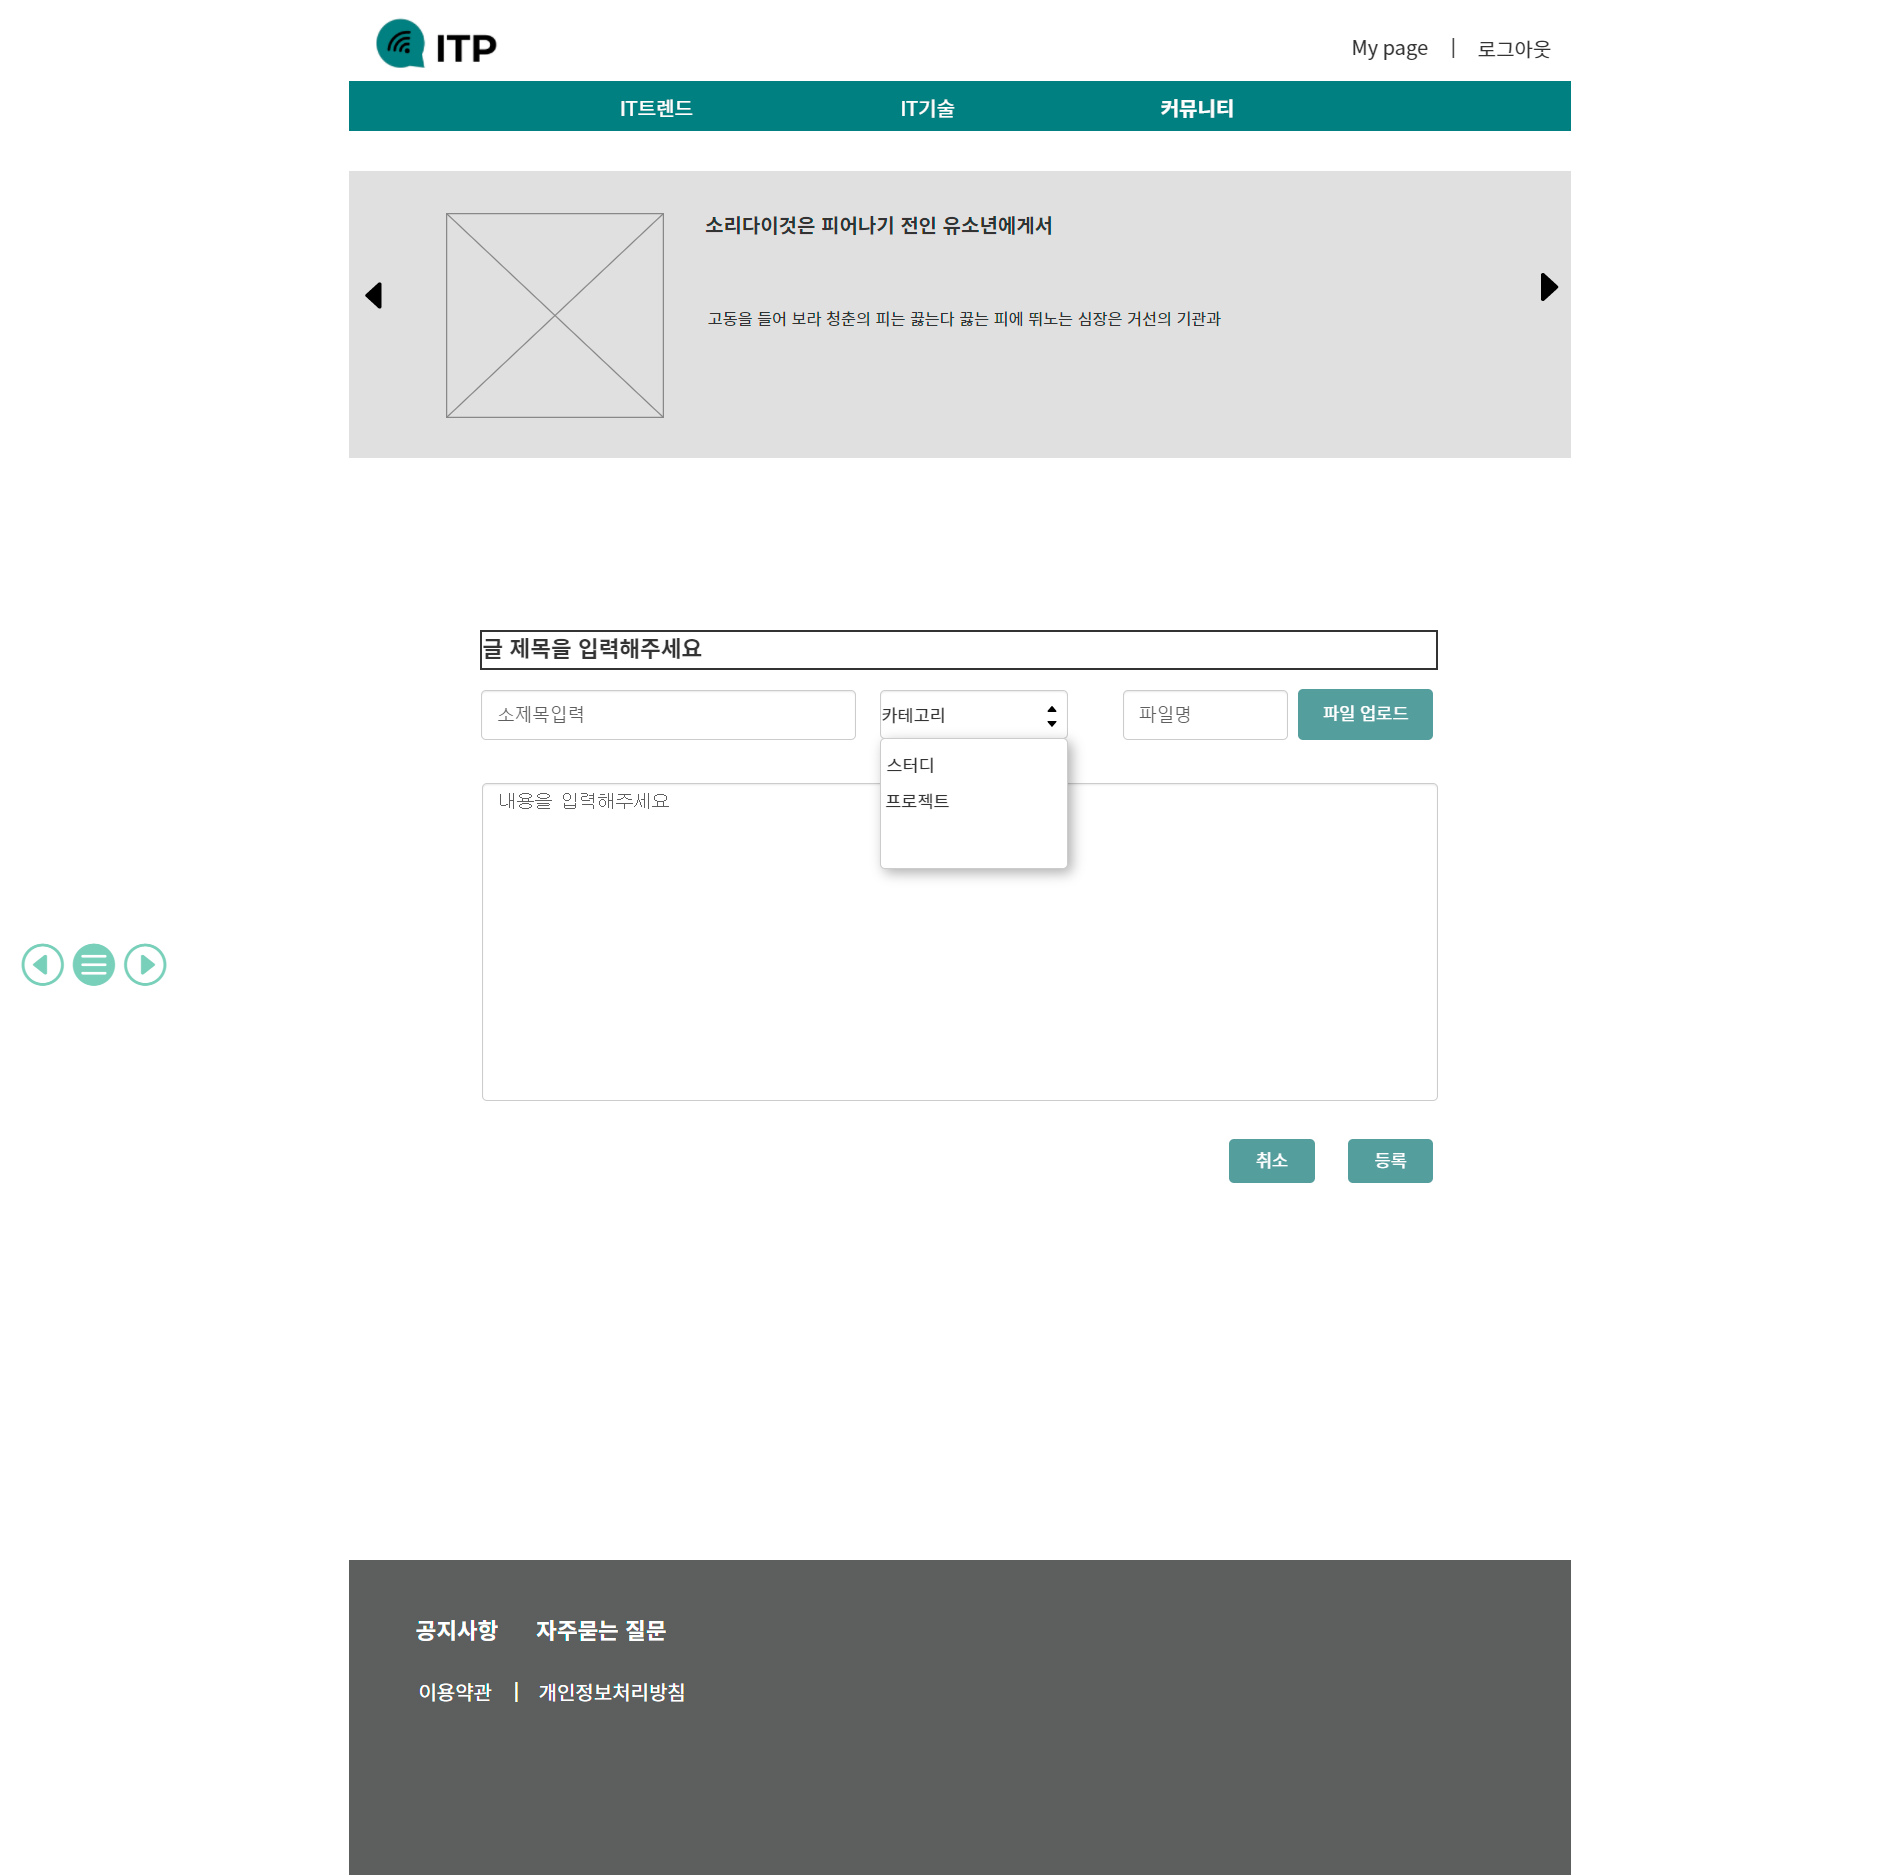 ITP
My page | 로그아웃
IT트렌드 IT기술 커뮤니티
소리다이것은 피어나기 전인 유소년에게서
고동을 들어 보라 청춘의 피는 끓는다 끓는 피에 뛰노는 심장은 거선의 기관과
글 제목을 입력해주세요
소제목입력 카테고리 파일명 파일 업로드
스터디
프로젝트
내용을 입력해주세요
취소 등록
공지사항 자주묻는 질문
이용약관 | 개인정보처리방침